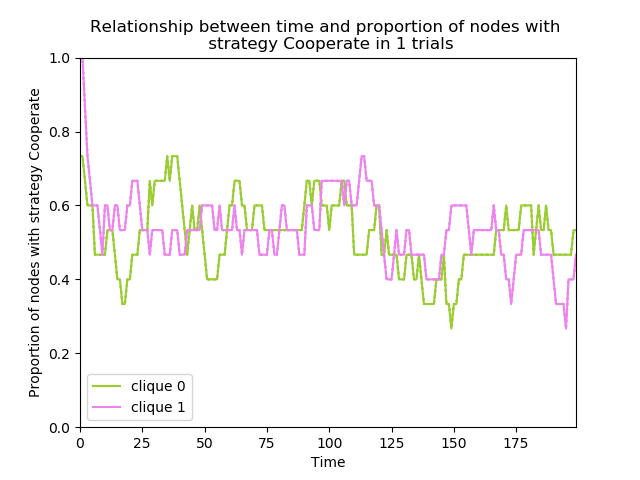 Relationship between time and proportion of nodes with
strategy Cooperate in 1 trials
Proportion of nodes with strategy Cooperate
1.0
0.8
0.6
0.4
0.2
0.0
clique 0
clique 1
0 25 50 75 100 125 150 175
Time